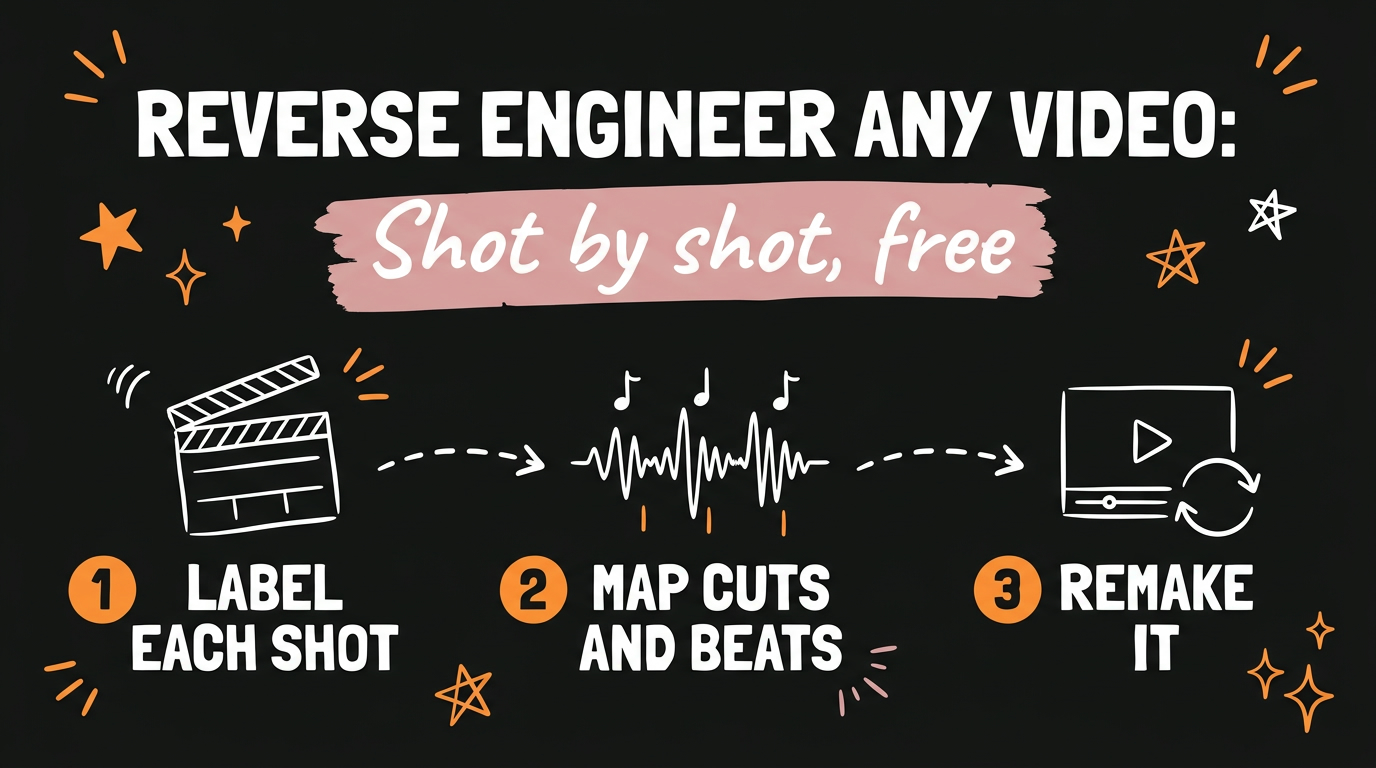 REVERSE ENGINEER ANY VIDEO:
Shot by shot, free
1 LABEL
EACH SHOT
2 MAP CUTS
AND BEATS
3 REMAKE
IT